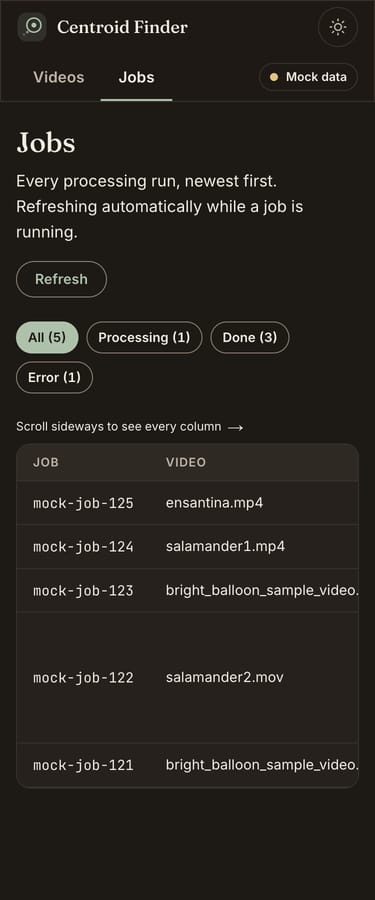 Centroid Finder
Videos Jobs Mock data
Jobs
Every processing run, newest first.
Refreshing automatically while a job is
running.
Refresh
All (5) Processing (1) Done (3)
Error (1)
Scroll sideways to see every column →
JOB VIDEO
mock-job-125 ensantina.mp4
mock-job-124 salamander1.mp4
mock-job-123 bright_balloon_sample_video.
mock-job-122 salamander2.mov
mock-job-121 bright_balloon_sample_video.